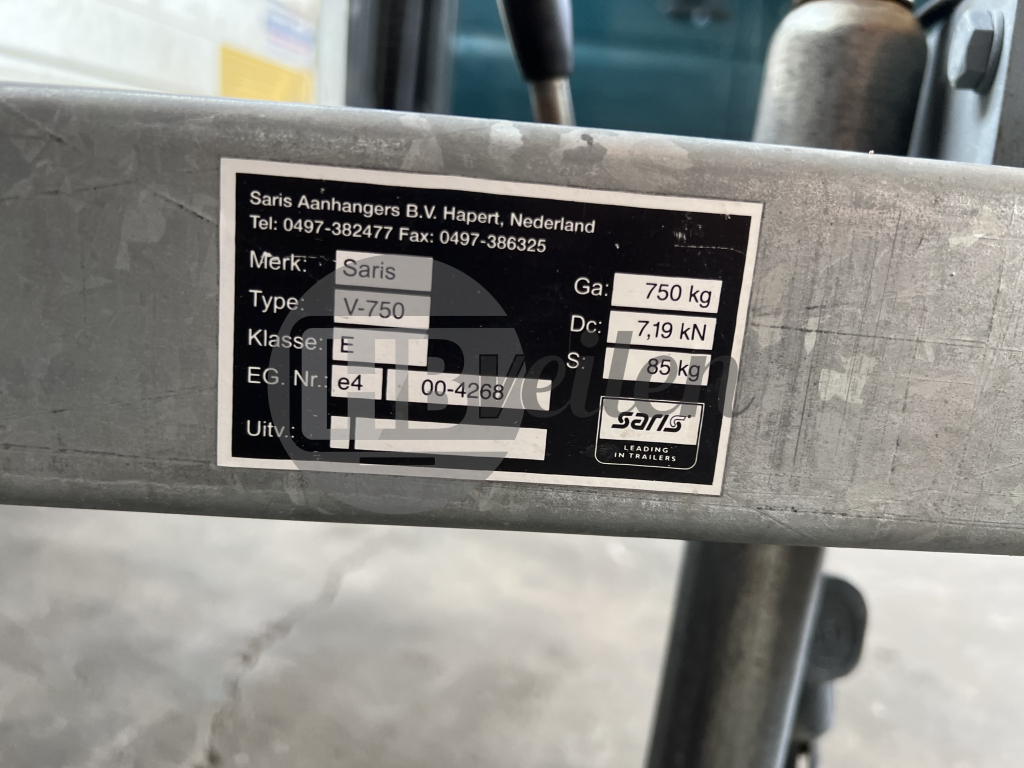 Saris Aanhangers B.V. Hapert, Nederland
Tel: 0497-382477 Fax: 0497-386325
Merk: Saris
Type: V-750
Klasse: E
EG. Nr.: e4 00-4268
Uitv.:
Ga: 750 kg
Dc: 7,19 kN
S: 85 kg
saris
LEADING
IN TRAILERS
HBveilen